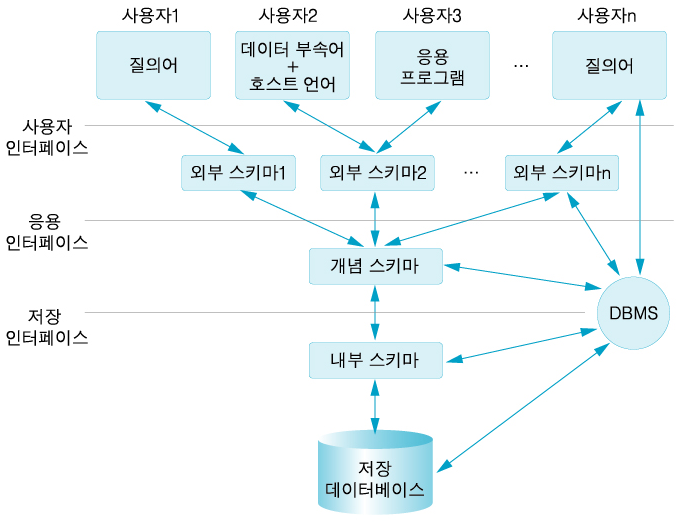 사용자1
사용자2
사용자3
사용자n
질의어
데이터 부속어
+
호스트 언어
응용
프로그램
...
질의어
사용자
인터페이스
외부 스키마1
외부 스키마2
...
외부 스키마n
응용
인터페이스
개념 스키마
저장
인터페이스
DBMS
내부 스키마
저장
데이터베이스